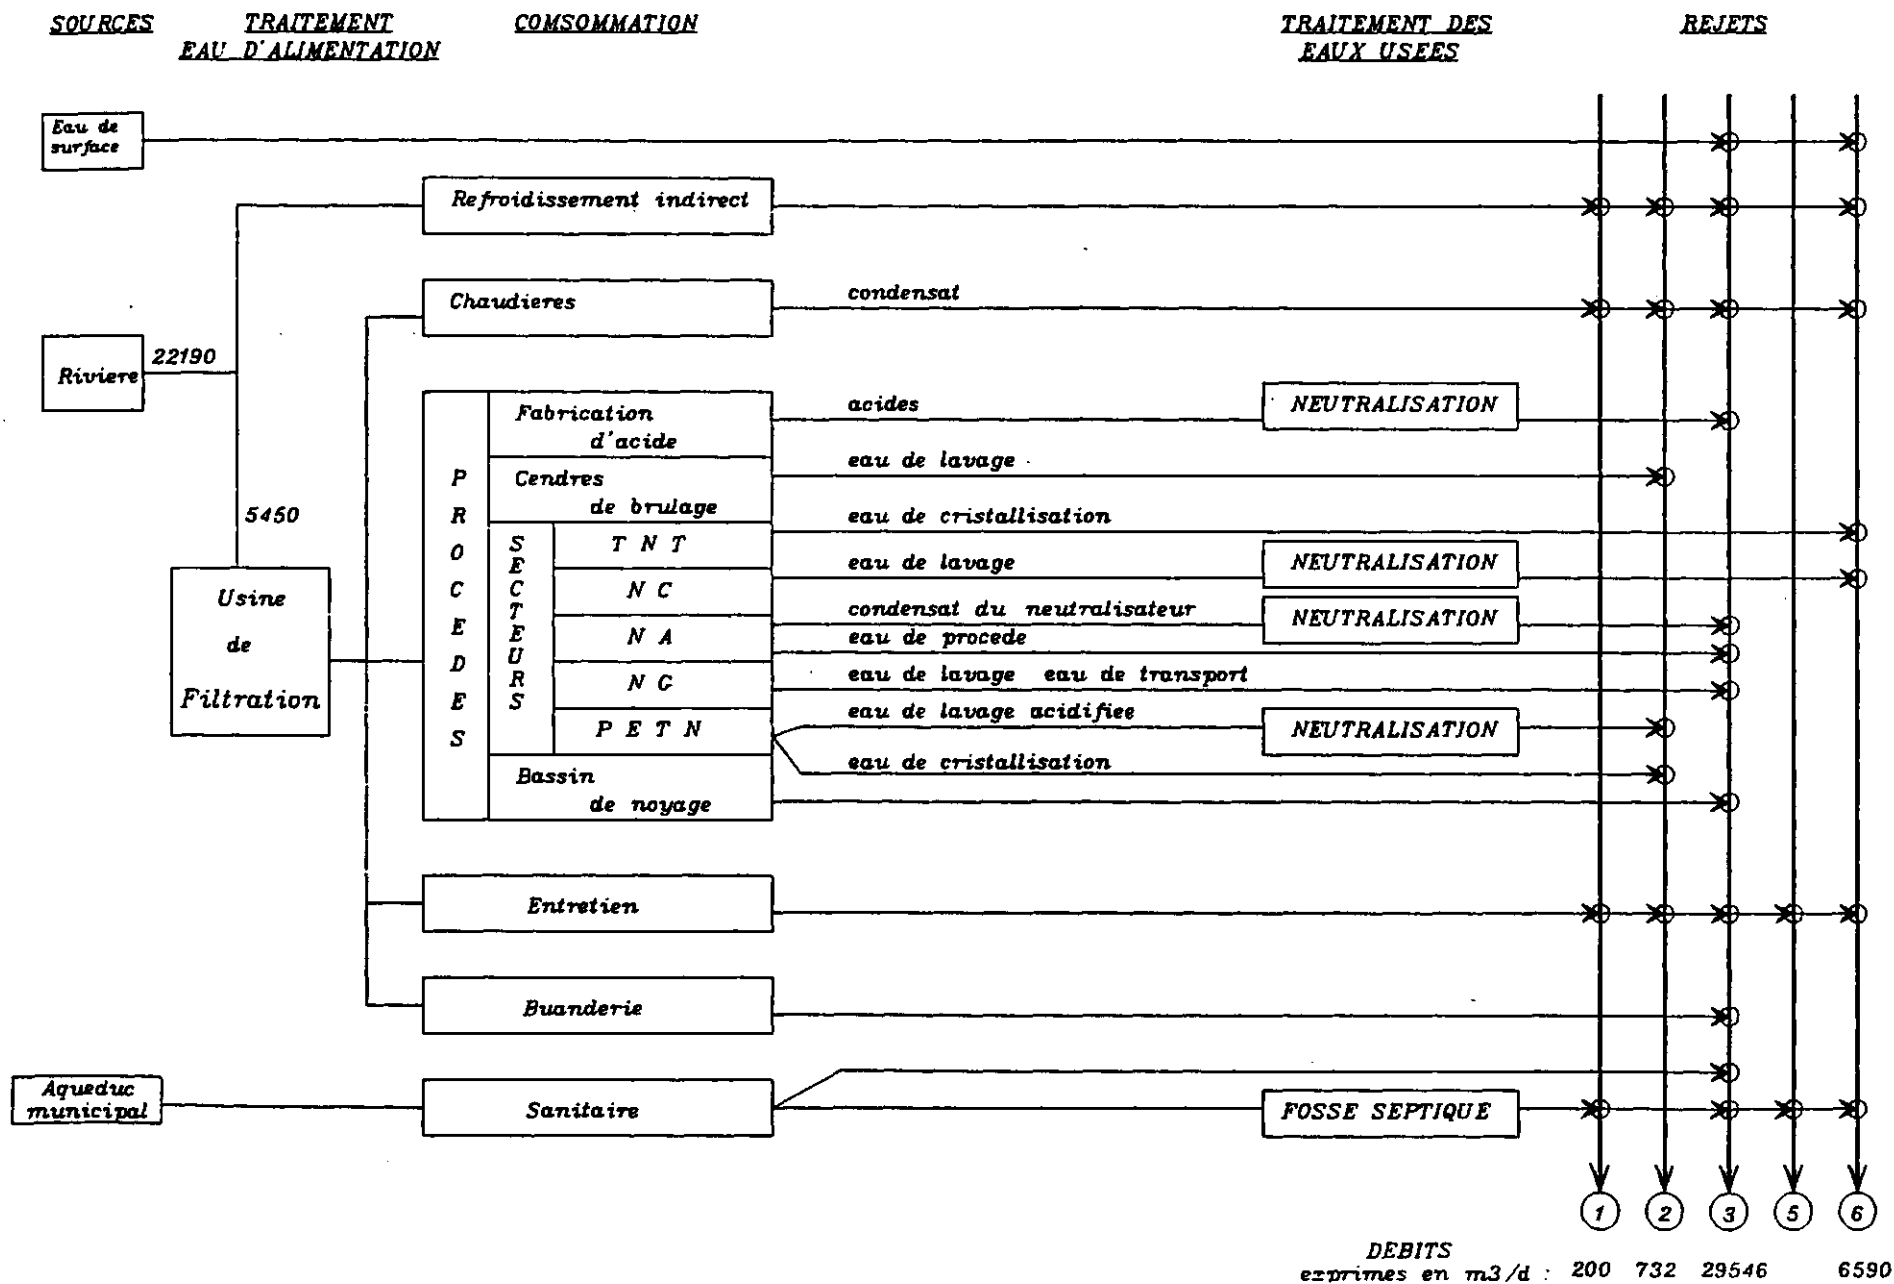 SOURCES TRAITEMENT COMSOMMATION TRAITEMENT DES REJETS
EAU D'ALIMENTATION EAUX USEES
Eau de
surface
Refroidissement indirect
Chaudieres condensat
22190
Riviere
Fabrication acides NEUTRALISATION
d'acide
eau de lavage
PROCEDES
Cendres
de brulage
5450
eau de cristallisation
SECTEURS
T N T
eau de lavage NEUTRALISATION
N C
condensat du neutralisateur NEUTRALISATION
N A
eau de procede
N G
eau de lavage eau de transport
eau de lavage acidifiee
P E T N
NEUTRALISATION
eau de cristallisation
Bassin
de noyage
Usine
de
Filtration
Entretien
Buanderie
Aqueduc
municipal
Sanitaire FOSSE SEPTIQUE
1 2 3 5 6
DEBITS
exprimes en m3/d : 200 732 29546 6590